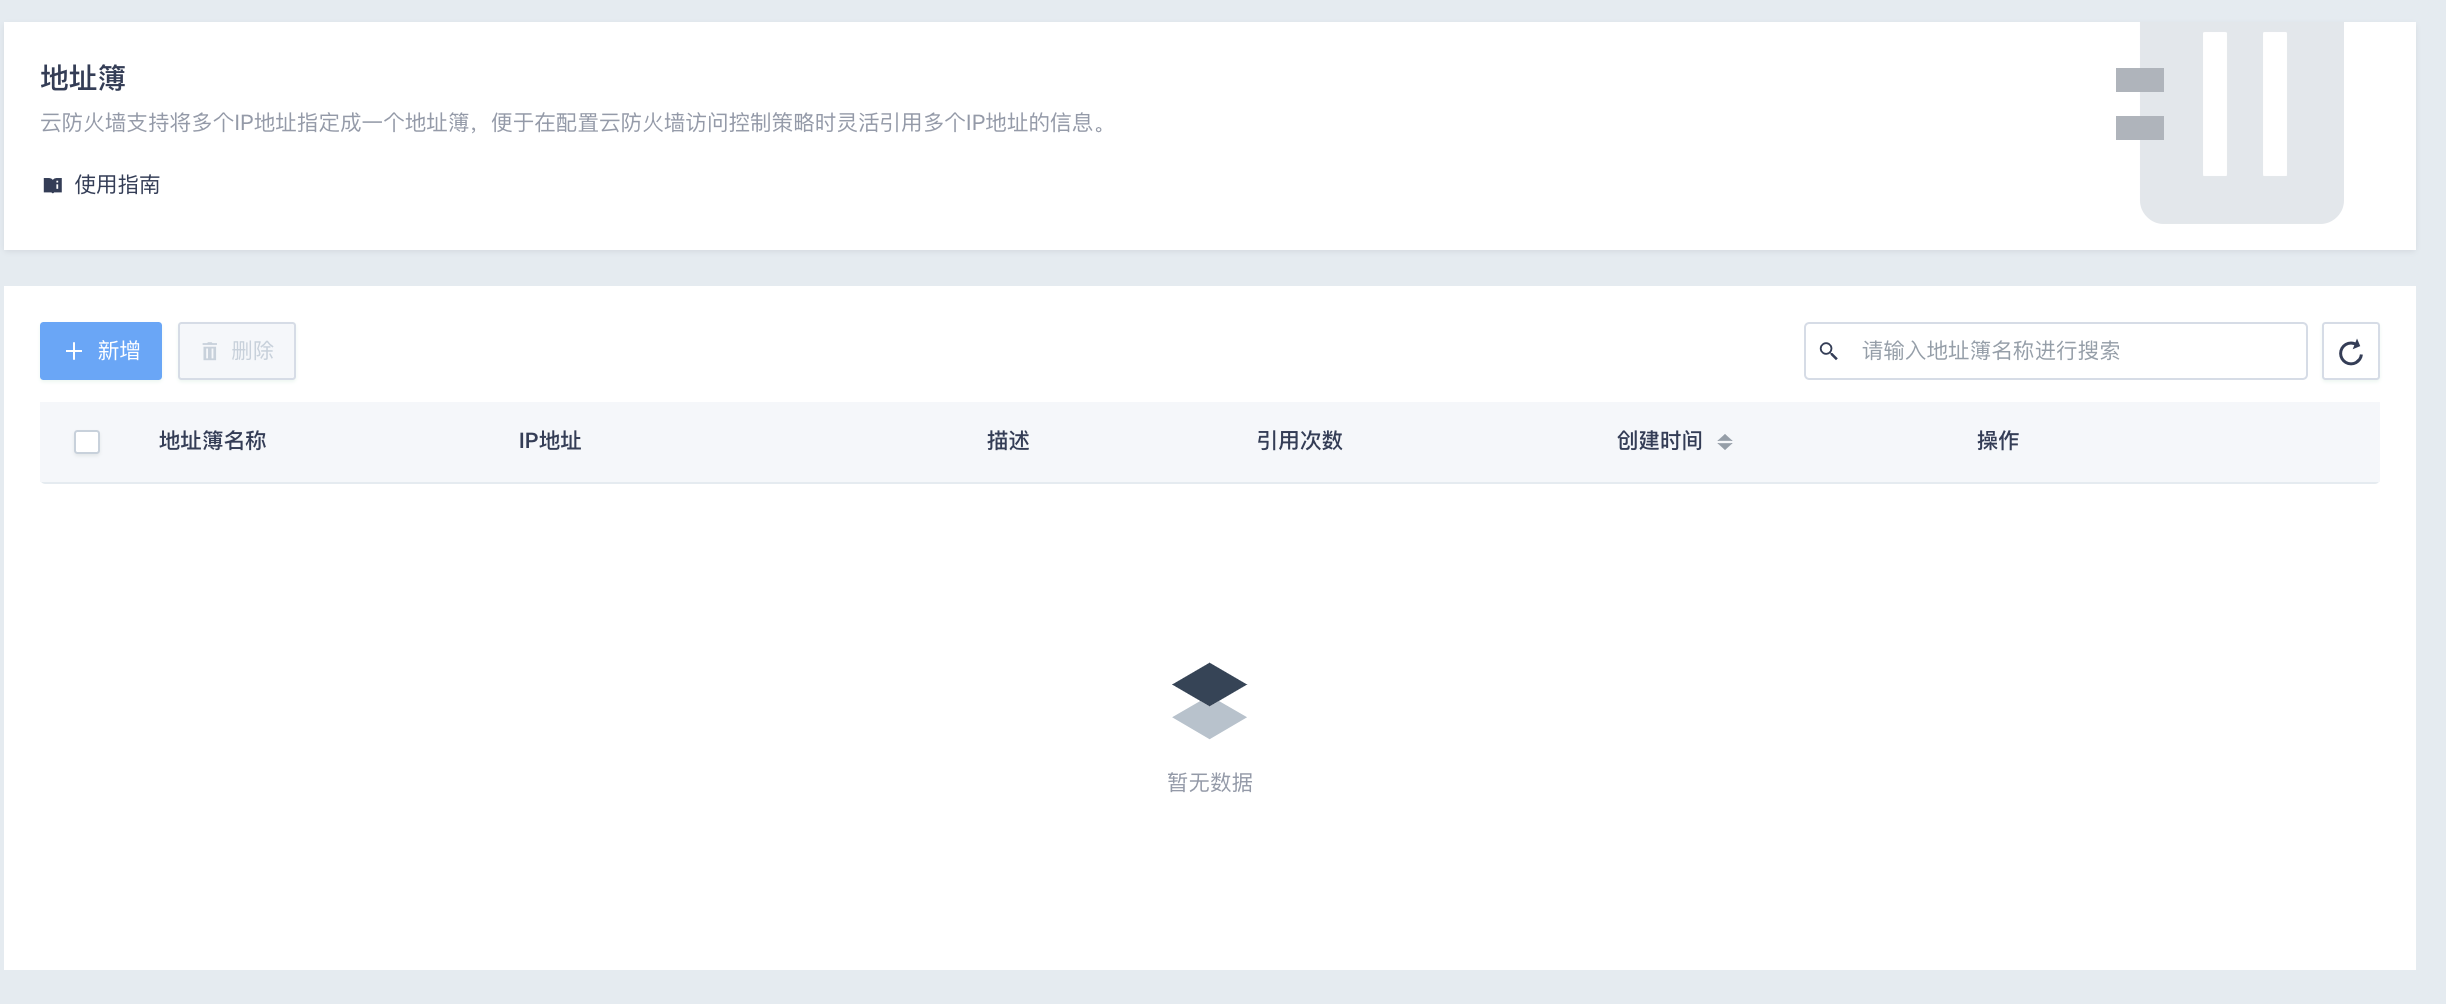 地址簿
云防火墙支持将多个IP地址指定成一个地址簿，便于在配置云防火墙访问控制策略时灵活引用多个IP地址的信息。
使用指南
新增 删除 请输入地址簿名称进行搜索
地址簿名称 IP地址 描述 引用次数 创建时间 操作
暂无数据